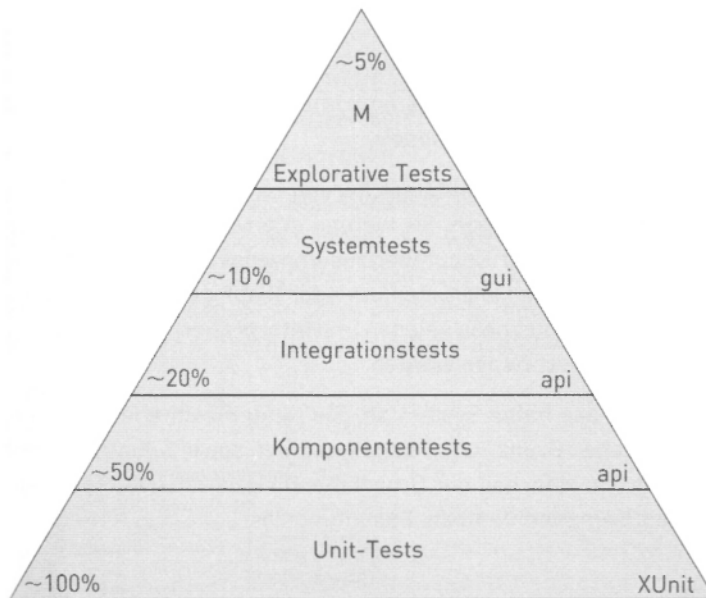 ~5%
M
Explorative Tests
Systemtests
~10% gui
Integrationstests
~20% api
Komponententests
~50% api
Unit-Tests
~100% XUnit